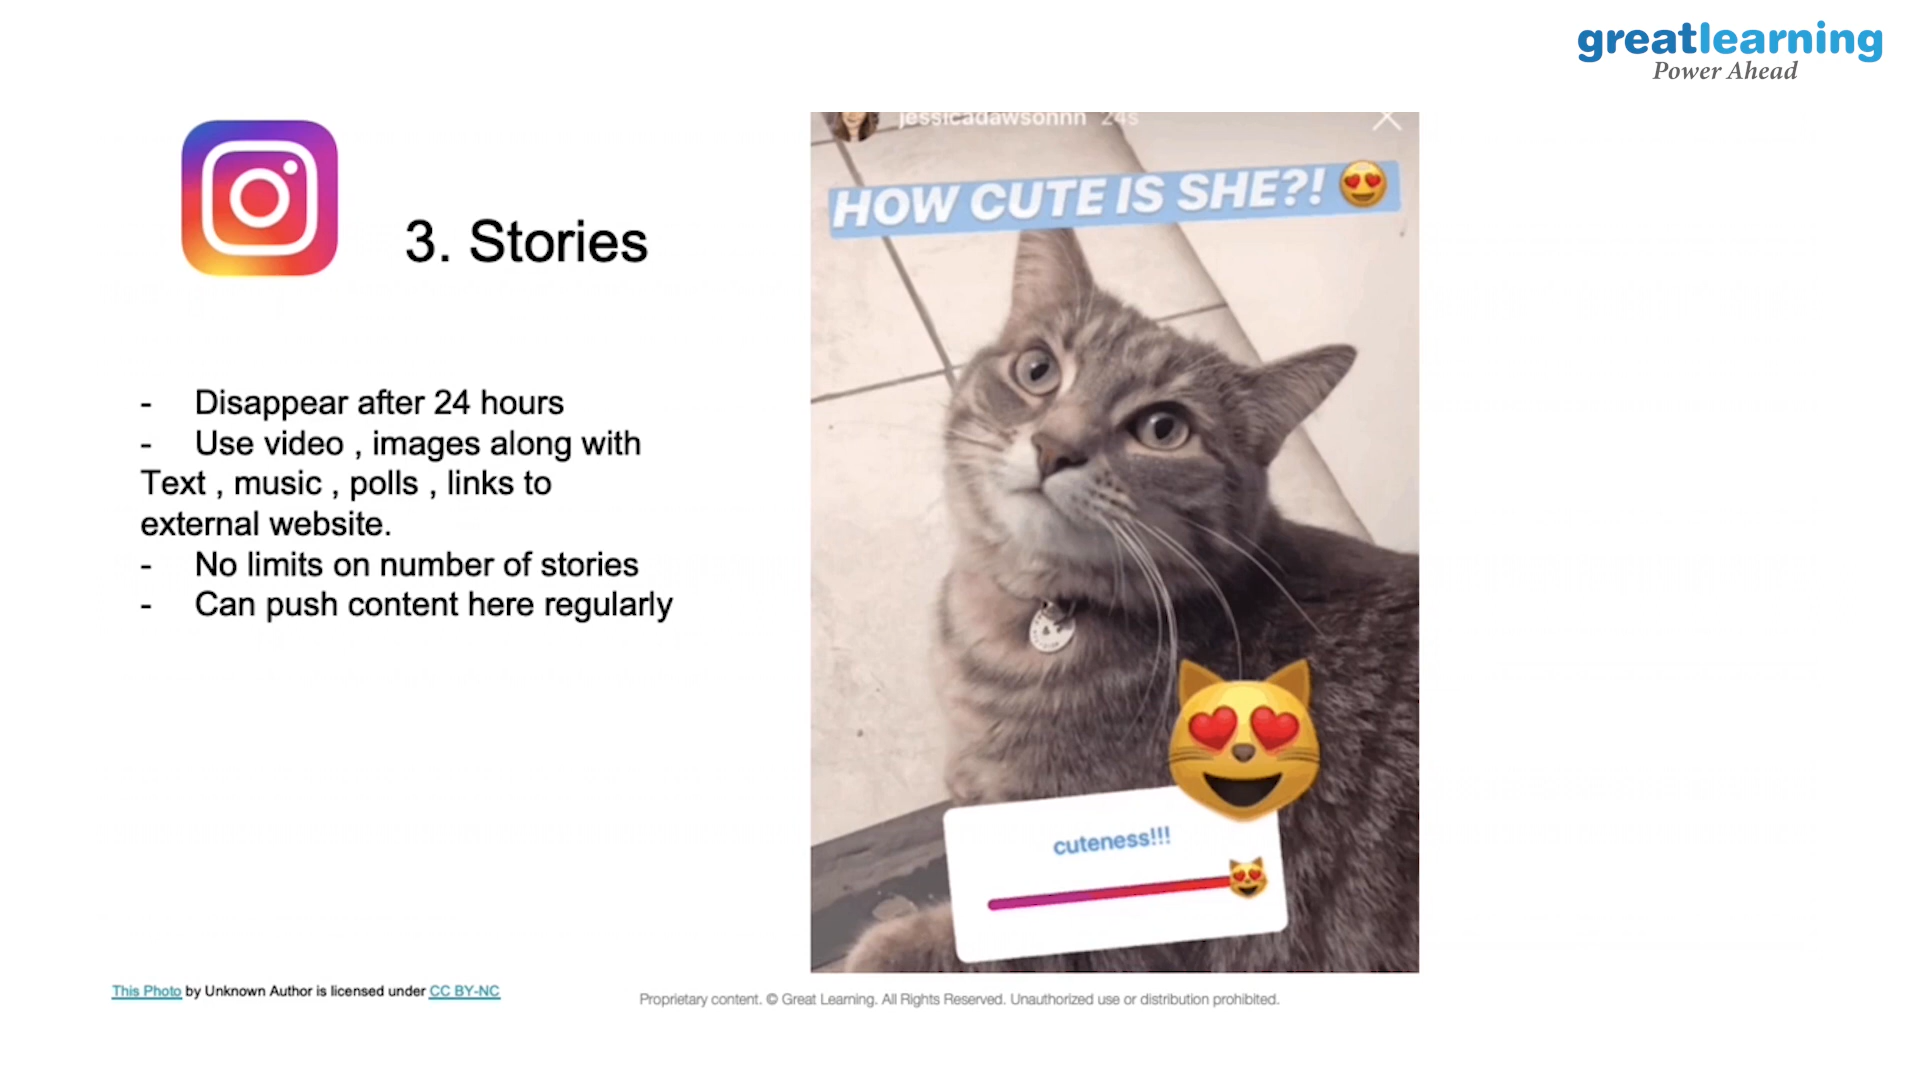 greatlearning
Power Ahead
3. Stories
- Disappear after 24 hours
- Use video , images along with
Text , music , polls , links to
external website.
- No limits on number of stories
- Can push content here regularly
jessicadawsonnn 24s
HOW CUTE IS SHE?!
cuteness!!!
This Photo by Unknown Author is licensed under CC BY-NC
Proprietary content. © Great Learning. All Rights Reserved. Unauthorized use or distribution prohibited.